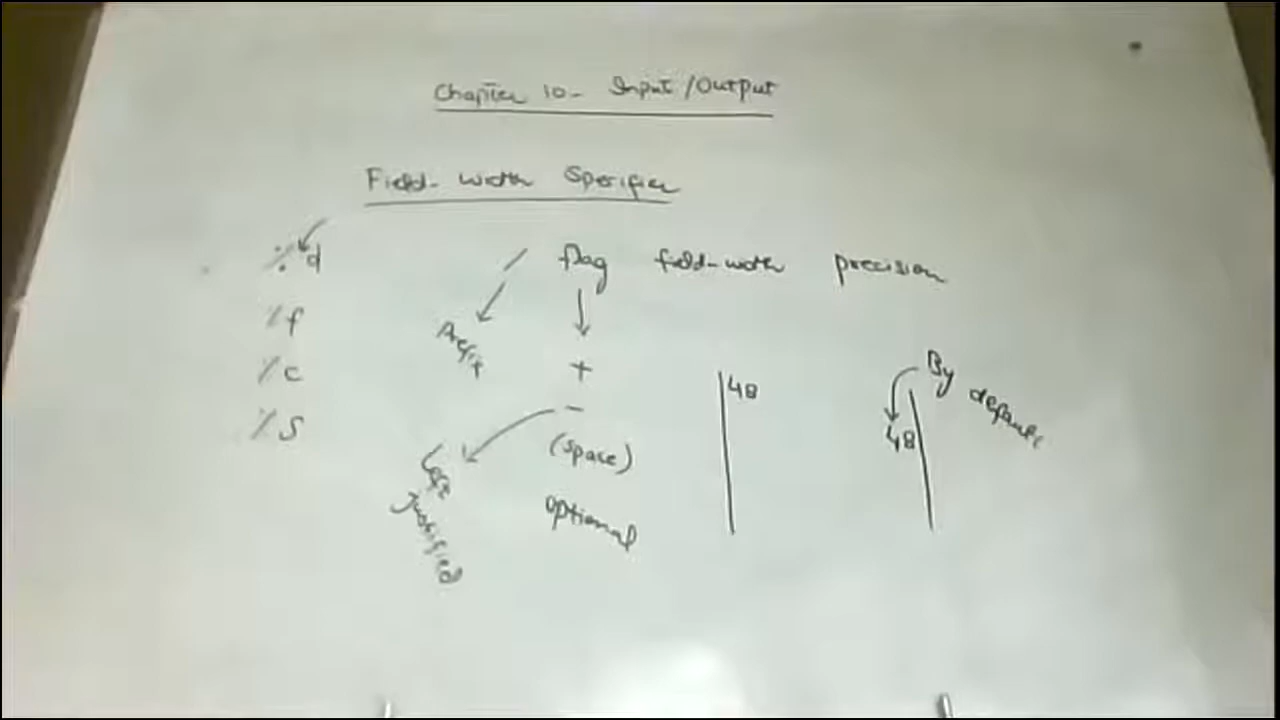 Chapter 10- Input/Output
Field-width Specifier
%d
% flag field-width precision
%f
Prefix
%c
+
-
48
By default
48
%s
(space)
Left
Justified
optional